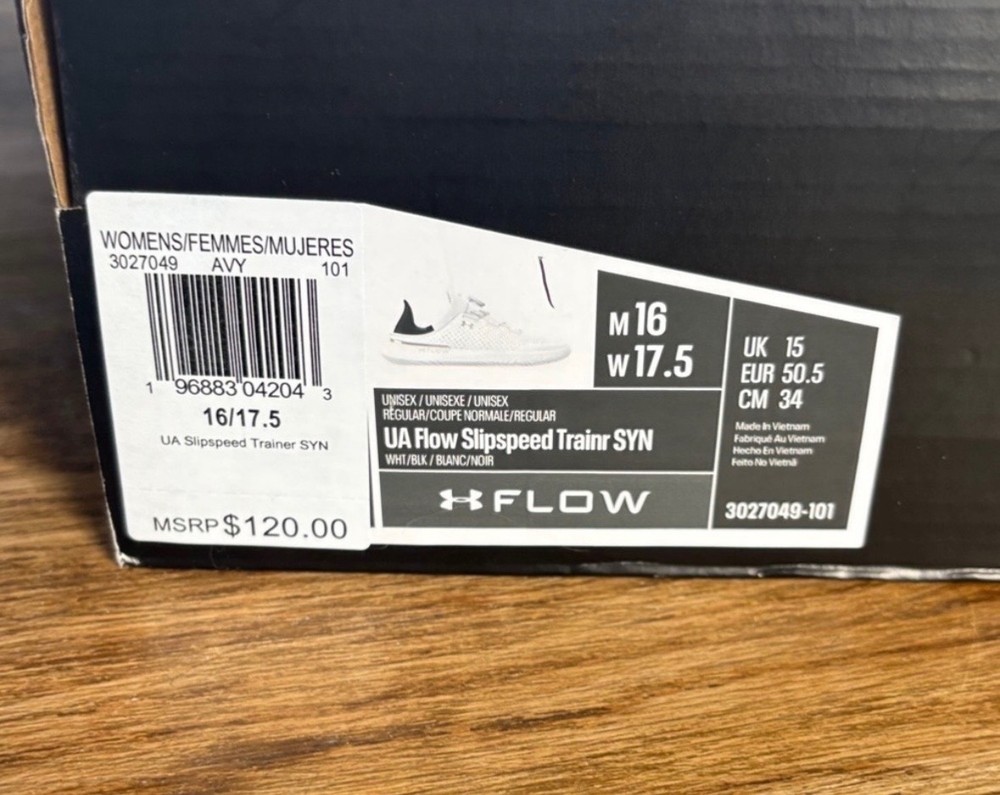 WOMENS/FEMMES/MUJERES
3027049 AVY 101
1 96883 04204 3
16/17.5
UA Slipspeed Trainer SYN
MSRP $120.00
M 16
W 17.5
UNISEX / UNISEXE / UNISEX
REGULAR/COUPE NORMALE/REGULAR
UA Flow Slipspeed Trainr SYN
WHT/BLK / BLANC/NOIR
FLOW
UK 15
EUR 50.5
CM 34
Made In Vietnam
Fabriqué Au Vietnam
Hecho En Vietnam
Feito No Vietnã
3027049-101